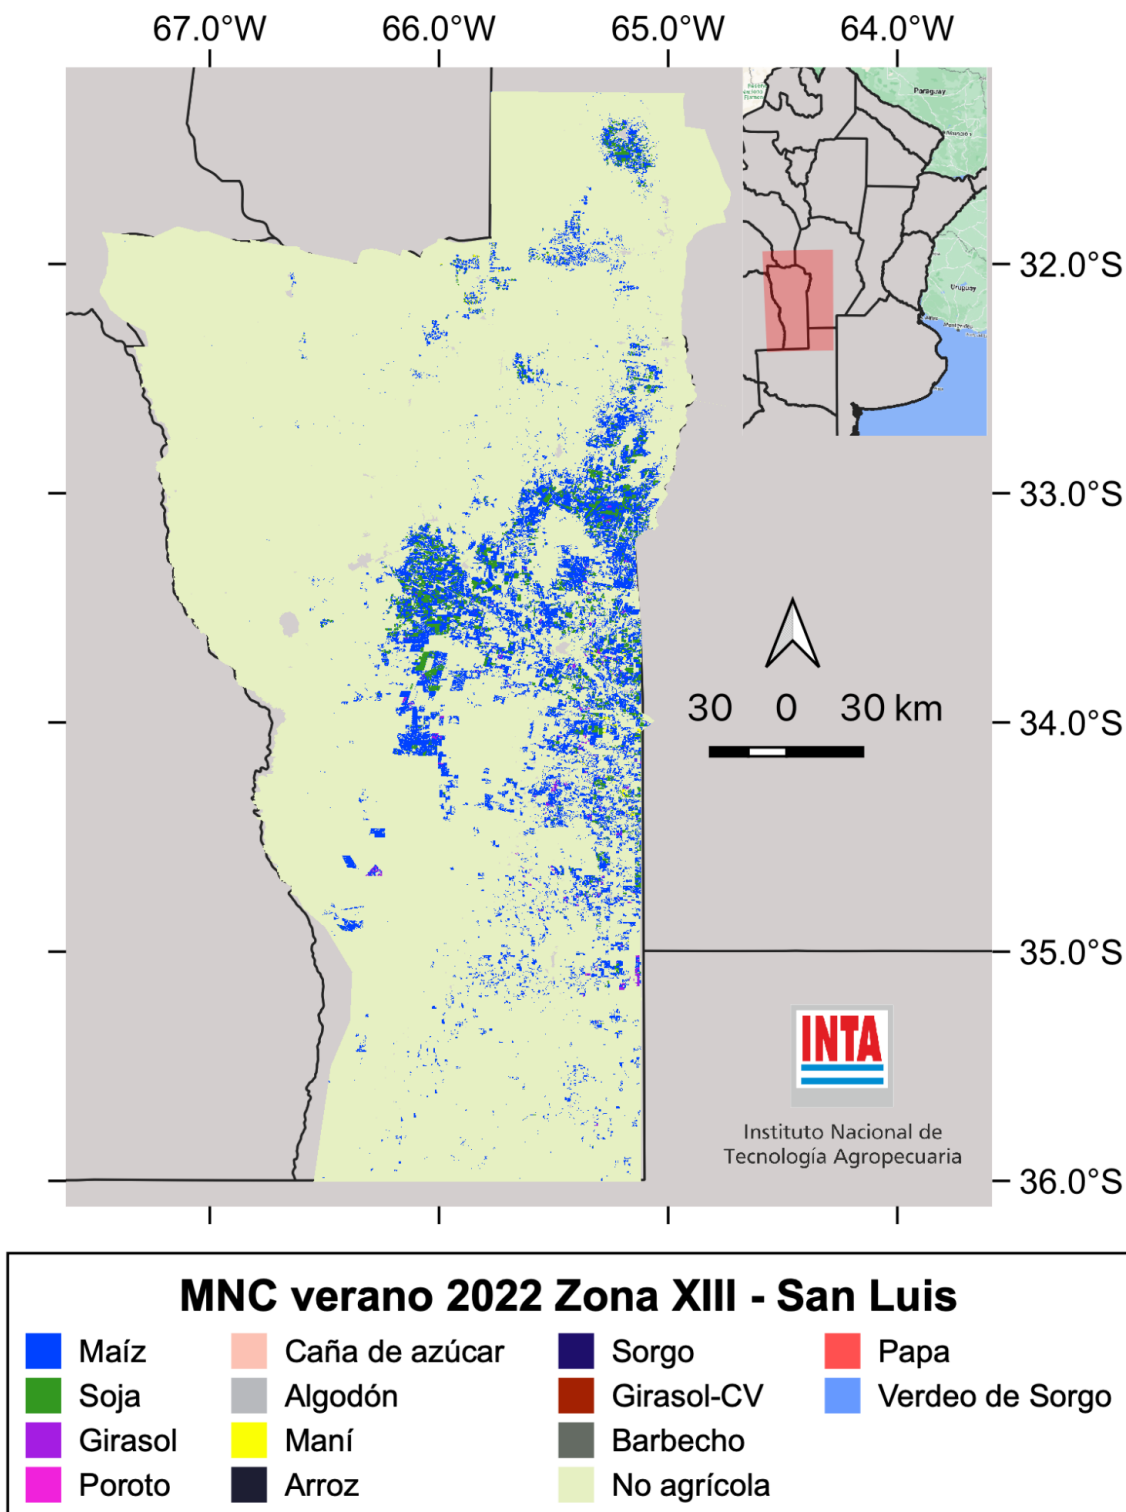 67.0°W 66.0°W 65.0°W 64.0°W
Paraguay
Uruguay
32.0°S
33.0°S
34.0°S
35.0°S
36.0°S
30 0 30 km
INTA
Instituto Nacional de
Tecnología Agropecuaria
MNC verano 2022 Zona XIII - San Luis
Maíz
Soja
Girasol
Poroto
Caña de azúcar
Algodón
Maní
Arroz
Sorgo
Girasol-CV
Barbecho
No agrícola
Papa
Verdeo de Sorgo